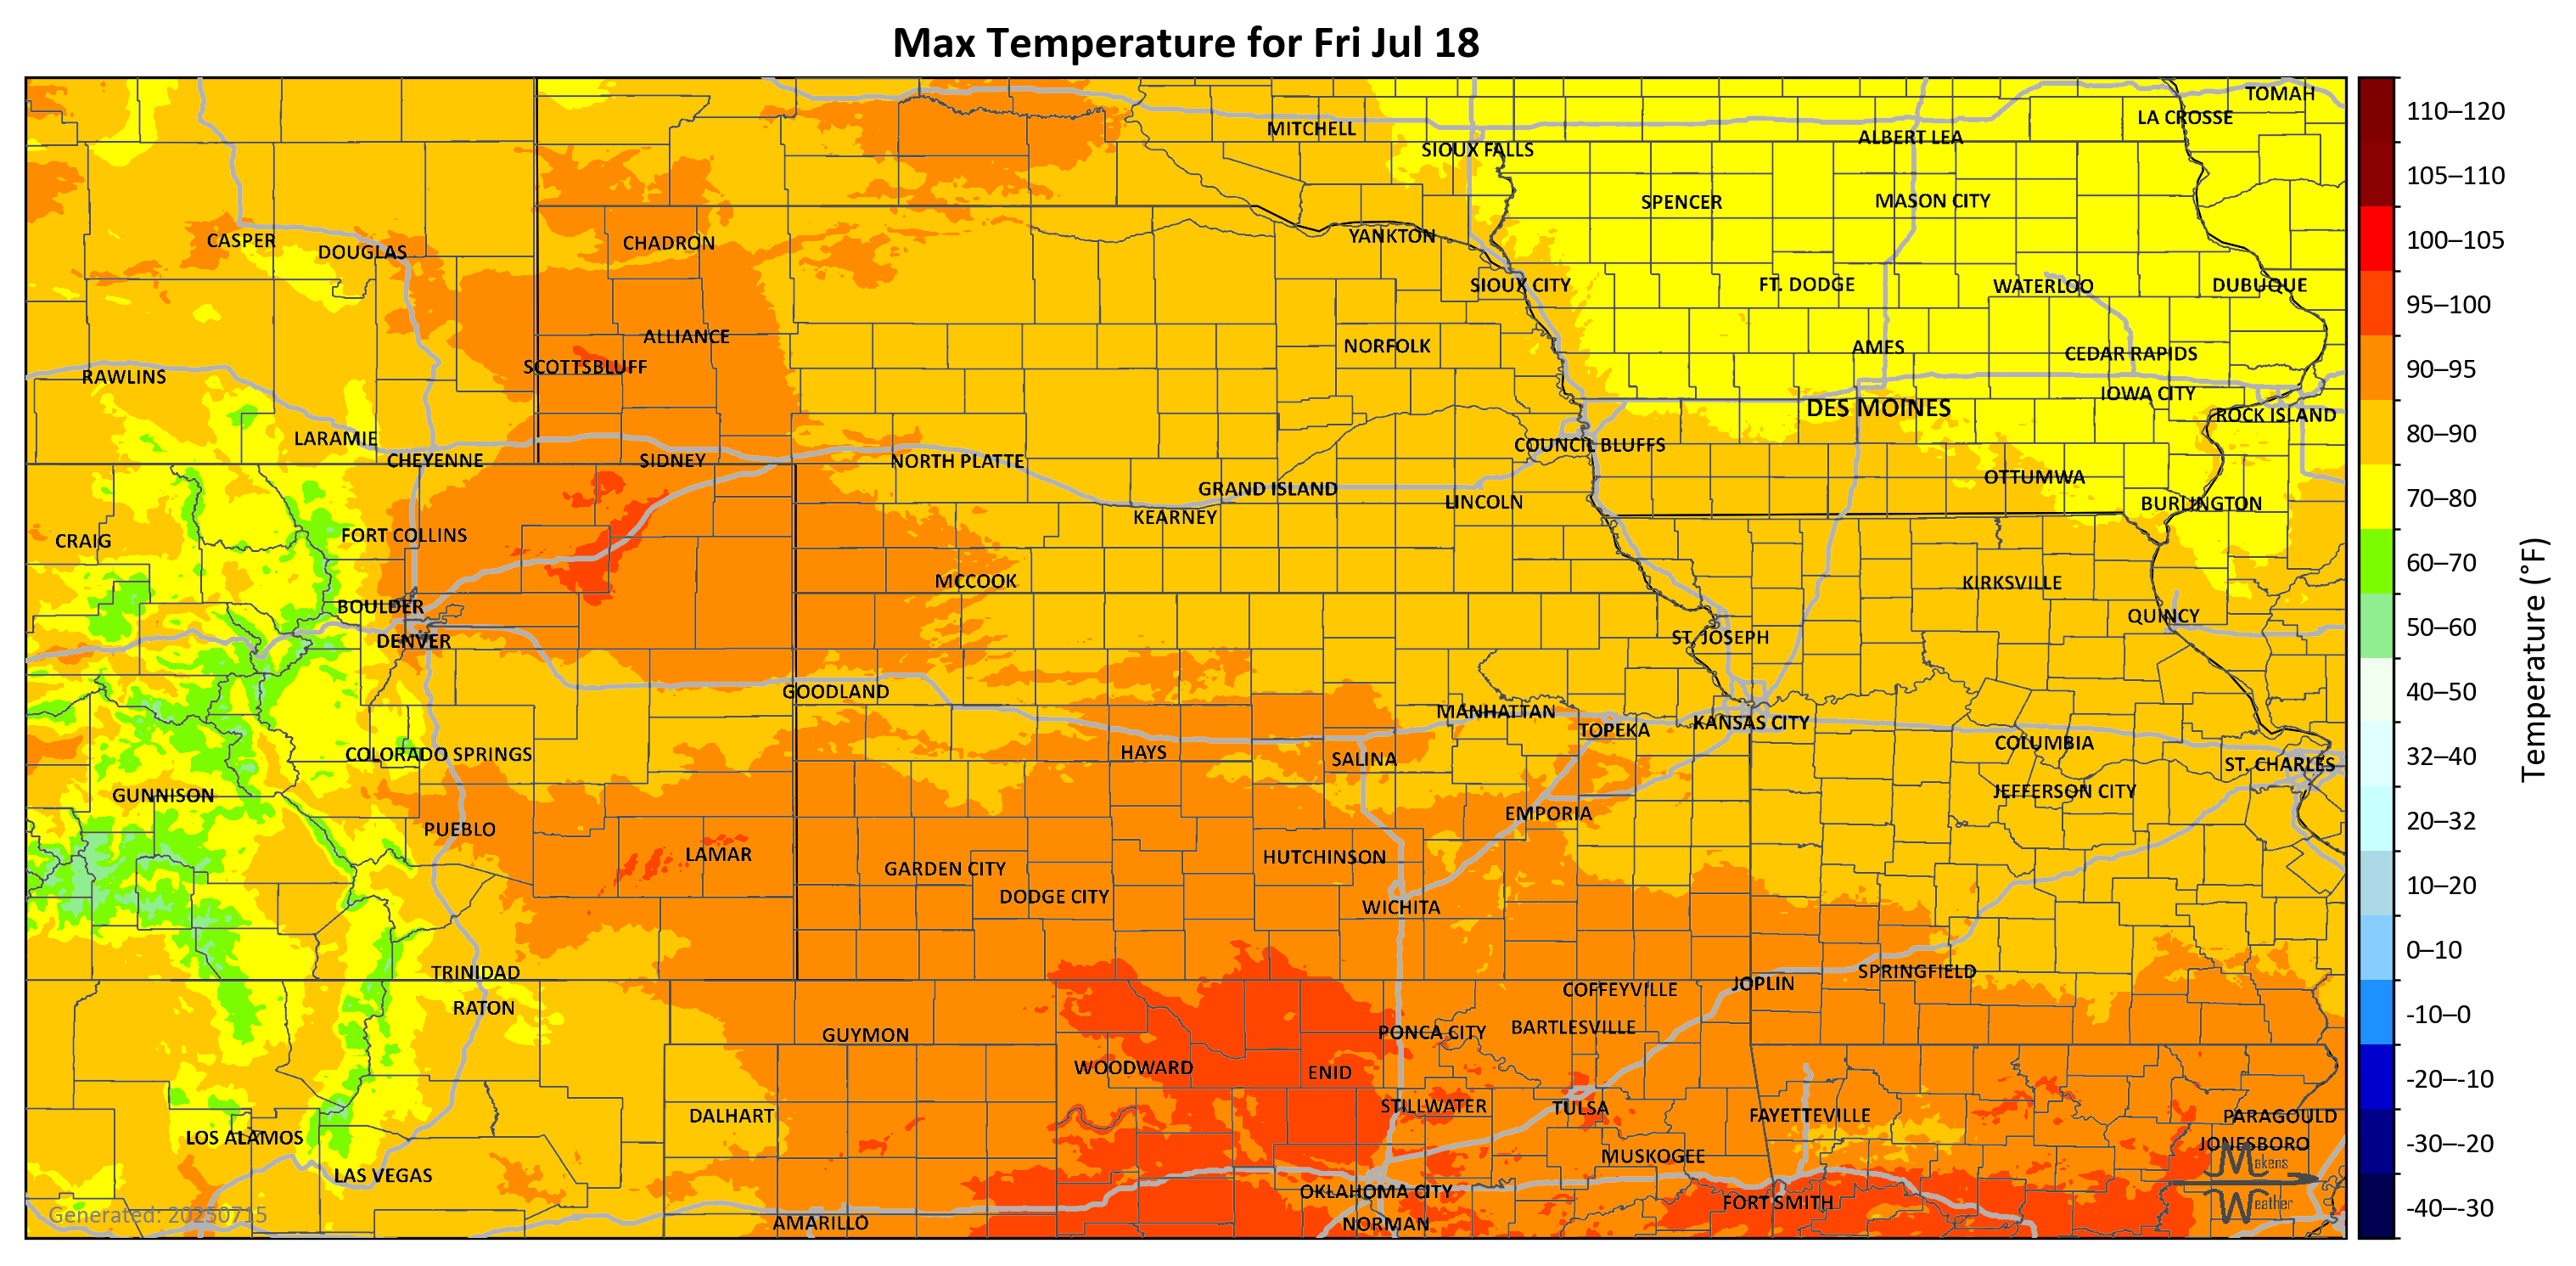 Max Temperature for Fri Jul 18
TOMAH
LA CROSSE
MITCHELL
ALBERT LEA
SIOUX FALLS
SPENCER
MASON CITY
CASPER
DOUGLAS
CHADRON
YANKTON
SIOUX CITY
FT. DODGE
WATERLOO
DUBUQUE
ALLIANCE
NORFOLK
AMES
CEDAR RAPIDS
SCOTTSBLUFF
RAWLINS
IOWA CITY
DES MOINES
ROCK ISLAND
LARAMIE
COUNCIL BLUFFS
CHEYENNE
SIDNEY
NORTH PLATTE
OTTUMWA
GRAND ISLAND
LINCOLN
BURLINGTON
KEARNEY
CRAIG
FORT COLLINS
MCCOOK
KIRKSVILLE
BOULDER
QUINCY
DENVER
ST. JOSEPH
GOODLAND
MANHATTAN
TOPEKA
KANSAS CITY
COLORADO SPRINGS
HAYS
SALINA
COLUMBIA
ST. CHARLES
GUNNISON
JEFFERSON CITY
EMPORIA
PUEBLO
LAMAR
GARDEN CITY
HUTCHINSON
DODGE CITY
WICHITA
TRINIDAD
SPRINGFIELD
RATON
COFFEYVILLE
JOPLIN
GUYMON
PONCA CITY
BARTLESVILLE
WOODWARD
ENID
DALHART
STILLWATER
TULSA
FAYETTEVILLE
PARAGOULD
LOS ALAMOS
JONESBORO
LAS VEGAS
MUSKOGEE
OKLAHOMA CITY
FORT SMITH
AMARILLO
NORMAN
Generated: 20250715
Makens
Weather
110–120
105–110
100–105
95–100
90–95
80–90
70–80
60–70
50–60
40–50
32–40
20–32
10–20
0–10
-10–0
-20–-10
-30–-20
-40–-30
Temperature (°F)